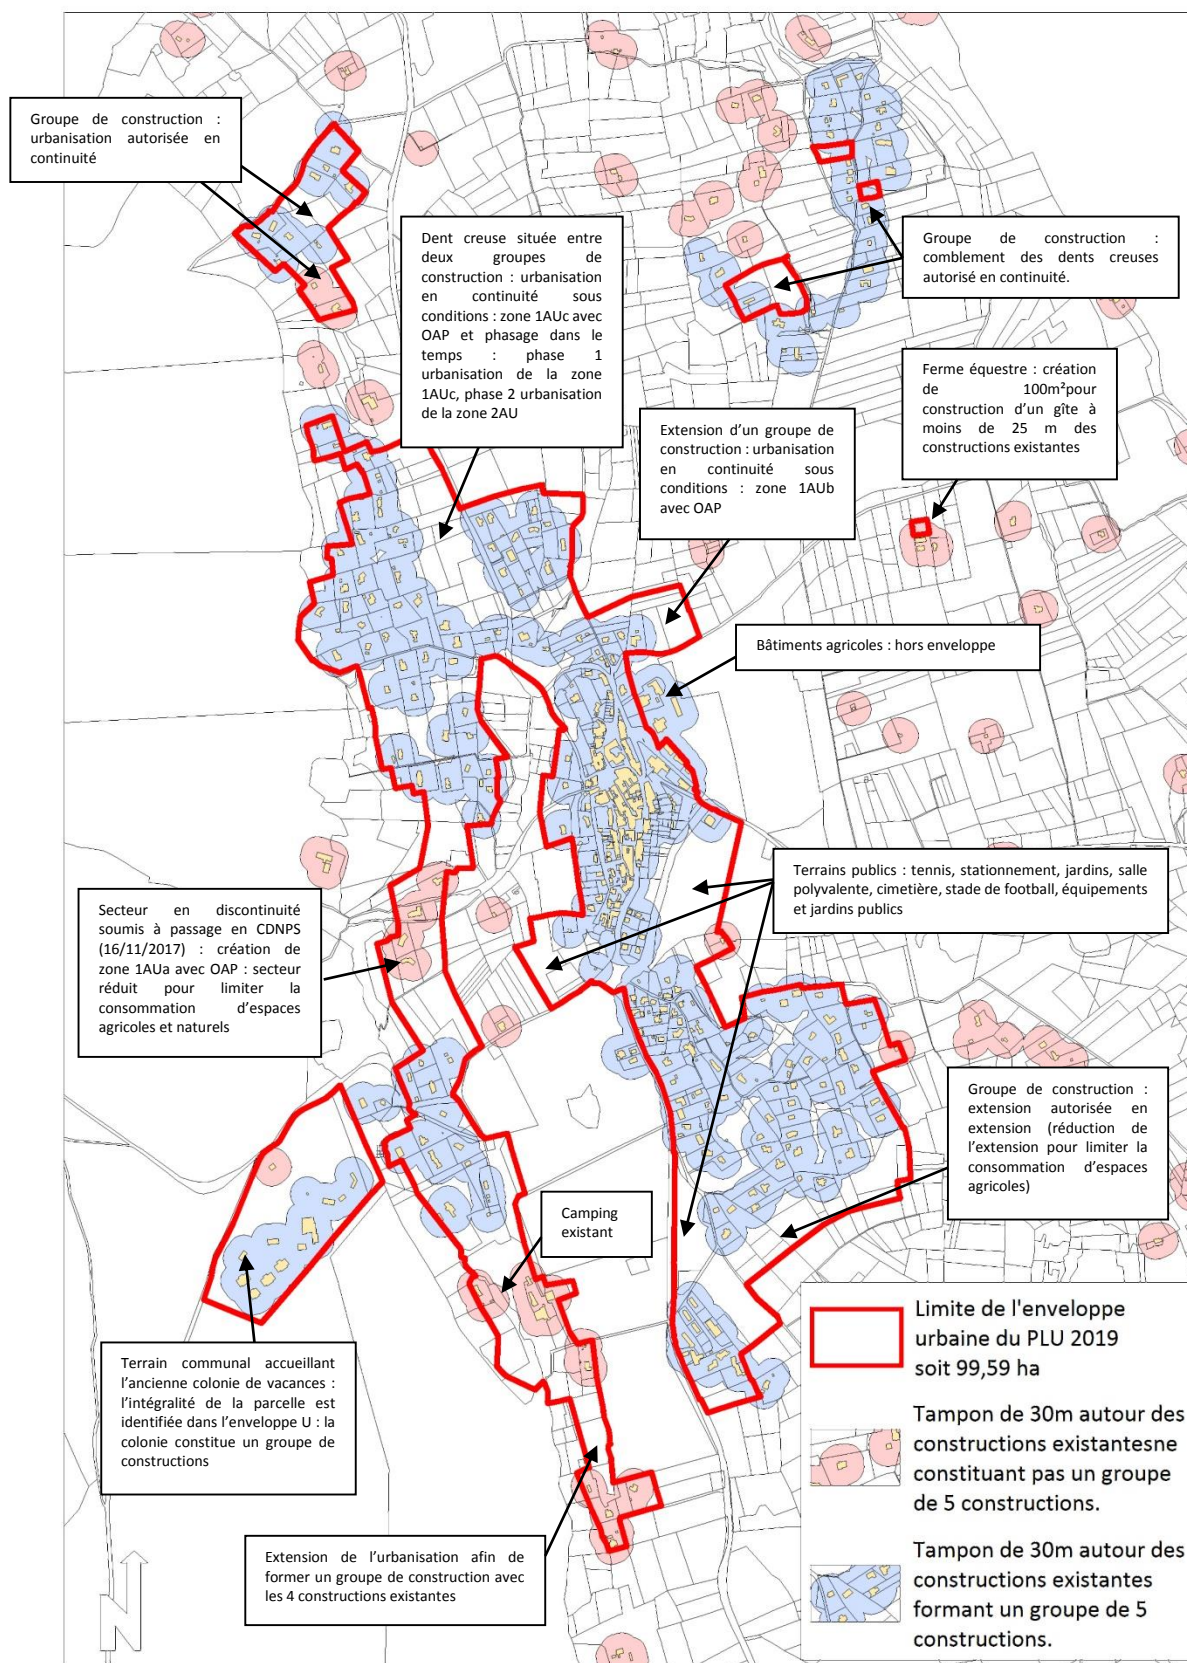 Groupe de construction :
urbanisation autorisée en
continuité
Dent creuse située entre
deux groupes de
construction : urbanisation
en continuité sous
conditions : zone 1AUc avec
OAP et phasage dans le
temps : phase 1
urbanisation de la zone
1AUc, phase 2 urbanisation
de la zone 2AU
Groupe de construction :
comblement des dents creuses
autorisé en continuité.
Ferme équestre : création
de 100m²pour
construction d'un gîte à
moins de 25 m des
constructions existantes
Extension d'un groupe de
construction : urbanisation
en continuité sous
conditions : zone 1AUb
avec OAP
Bâtiments agricoles : hors enveloppe
Terrains publics : tennis, stationnement, jardins, salle
polyvalente, cimetière, stade de football, équipements
et jardins publics
Secteur en discontinuité
soumis à passage en CDNPS
(16/11/2017) : création de
zone 1AUa avec OAP : secteur
réduit pour limiter la
consommation d'espaces
agricoles et naturels
Groupe de construction :
extension autorisée en
extension (réduction de
l'extension pour limiter la
consommation d'espaces
agricoles)
Camping
existant
Terrain communal accueillant
l'ancienne colonie de vacances :
l'intégralité de la parcelle est
identifiée dans l'enveloppe U : la
colonie constitue un groupe de
constructions
Extension de l'urbanisation afin de
former un groupe de construction avec
les 4 constructions existantes
Limite de l'enveloppe
urbaine du PLU 2019
soit 99,59 ha
Tampon de 30m autour des
constructions existantesne
constituant pas un groupe
de 5 constructions.
Tampon de 30m autour des
constructions existantes
formant un groupe de 5
constructions.
N